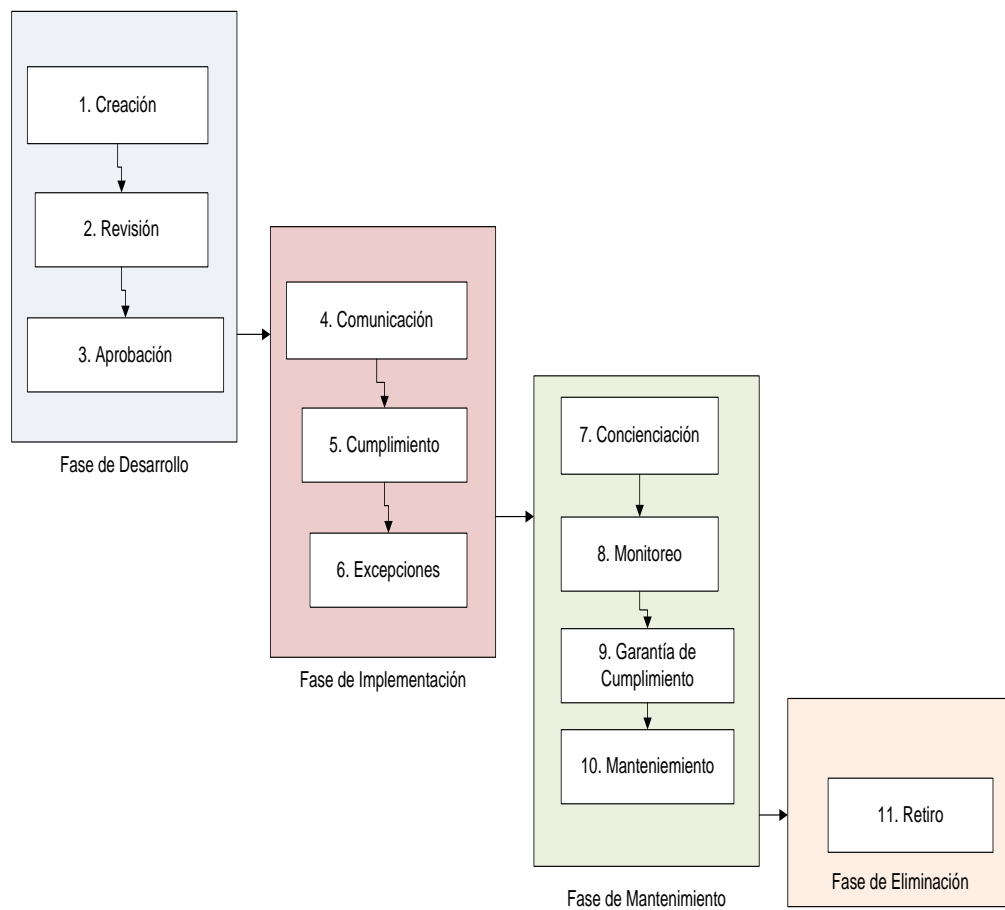 1. Creación
2. Revisión
3. Aprobación
Fase de Desarrollo
4. Comunicación
5. Cumplimiento
6. Excepciones
Fase de Implementación
7. Concienciación
8. Monitoreo
9. Garantía de
Cumplimiento
10. Manteniemiento
Fase de Mantenimiento
11. Retiro
Fase de Eliminación